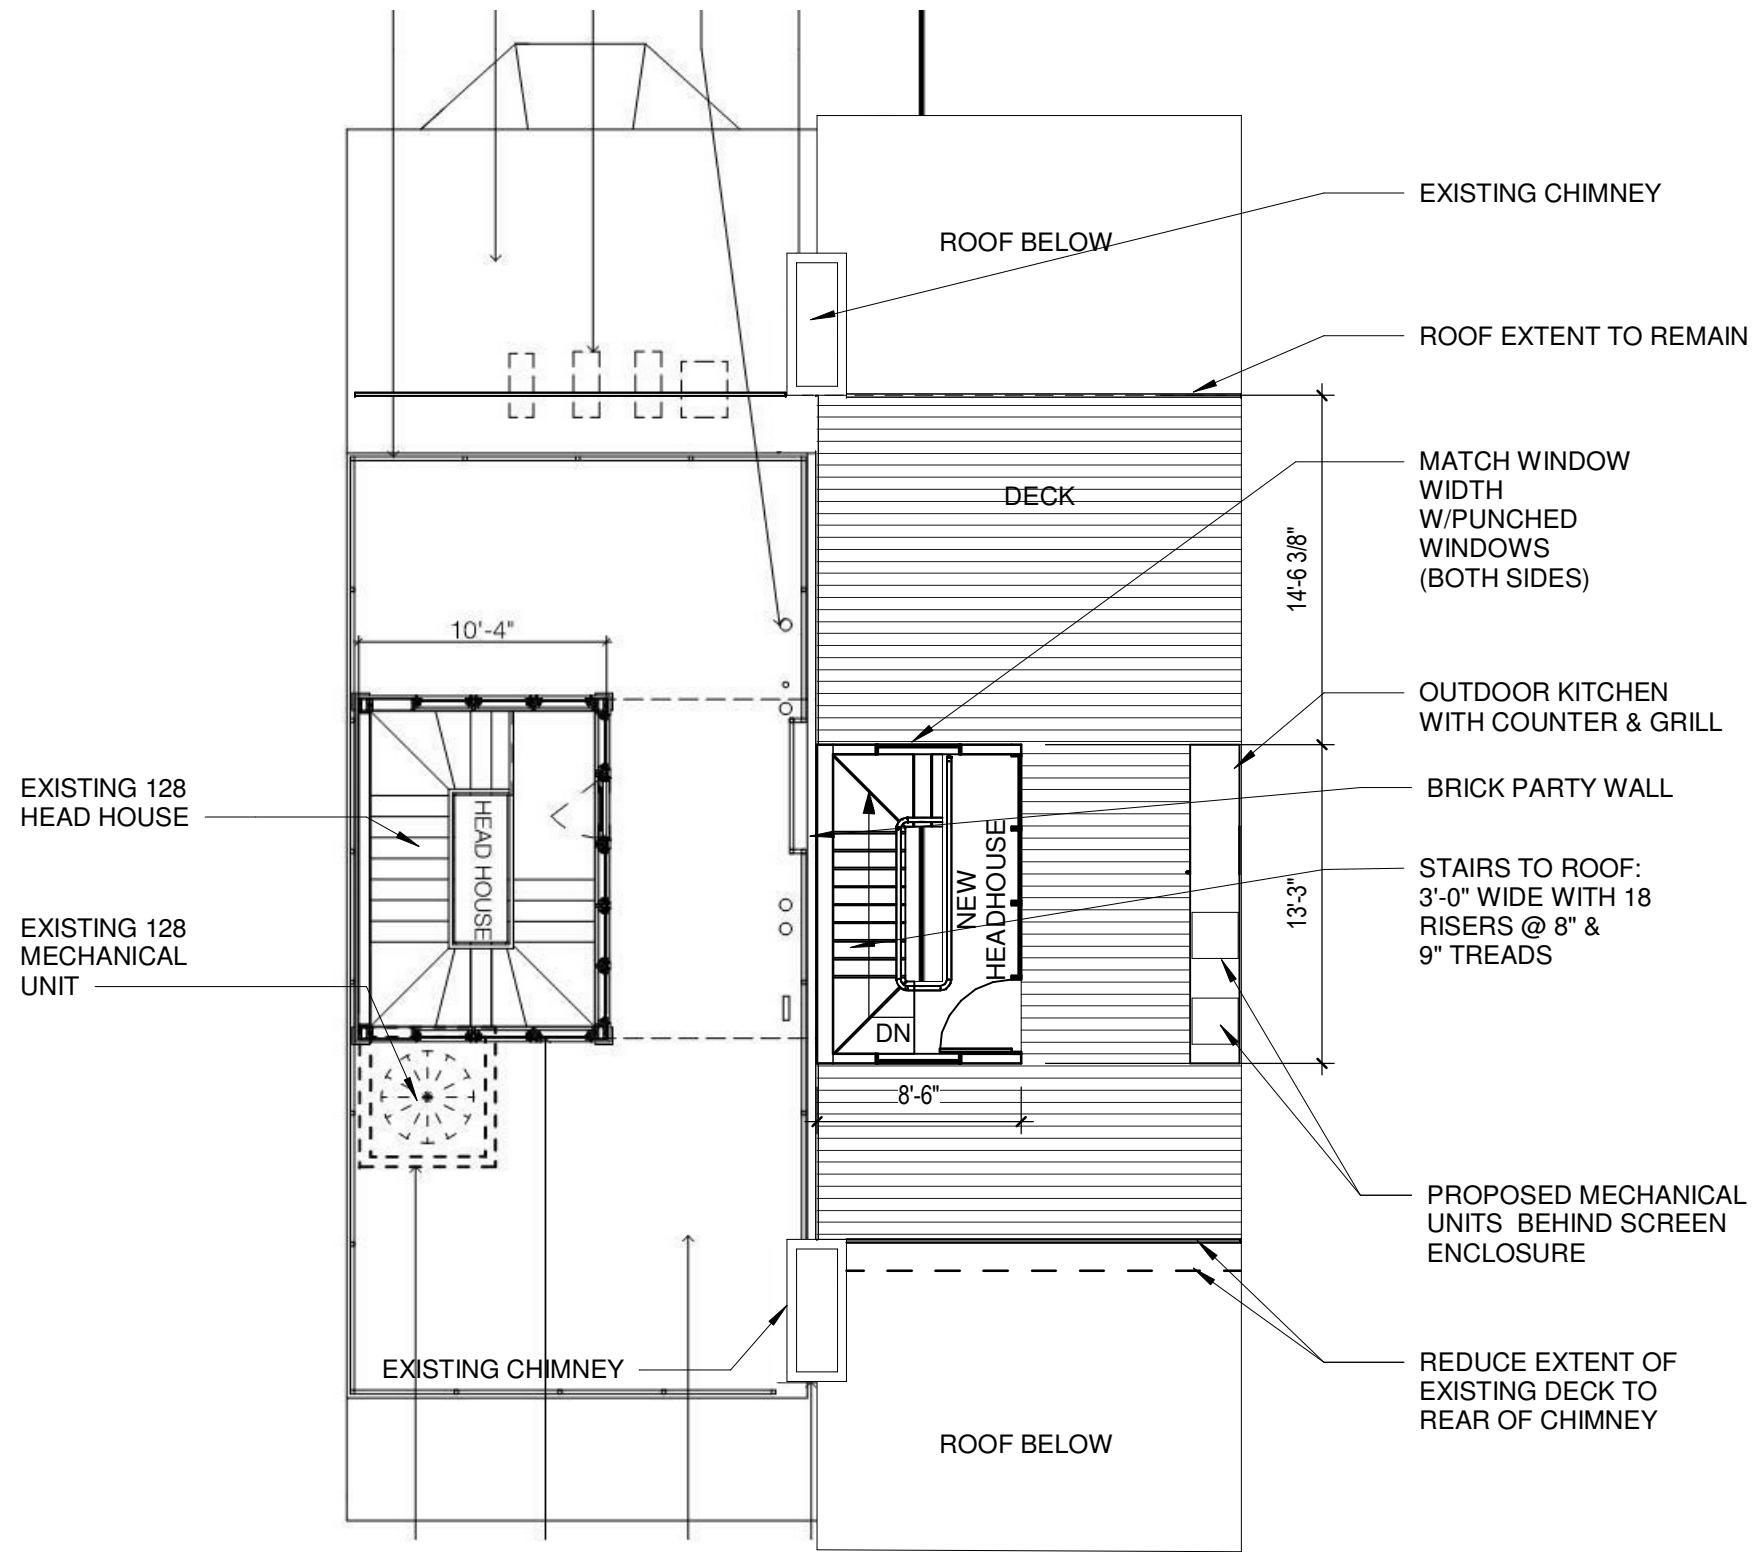 EXISTING CHIMNEY
ROOF BELOW
ROOF EXTENT TO REMAIN
MATCH WINDOW
WIDTH
W/PUNCHED
WINDOWS
(BOTH SIDES)
DECK
14'-6 3/8"
10'-4"
OUTDOOR KITCHEN
WITH COUNTER & GRILL
EXISTING 128
HEAD HOUSE
HEAD HOUSE
BRICK PARTY WALL
NEW
HEADHOUSE
STAIRS TO ROOF:
3'-0" WIDE WITH 18
RISERS @ 8" &
9" TREADS
13'-3"
EXISTING 128
MECHANICAL
UNIT
DN
8'-6"
PROPOSED MECHANICAL
UNITS BEHIND SCREEN
ENCLOSURE
EXISTING CHIMNEY
REDUCE EXTENT OF
EXISTING DECK TO
REAR OF CHIMNEY
ROOF BELOW